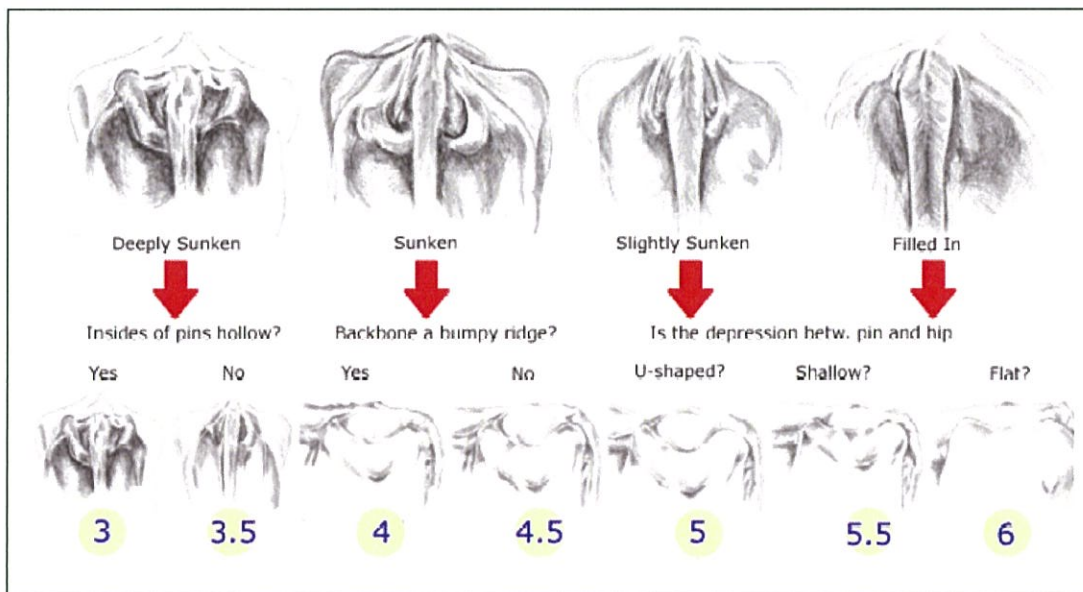 Deeply Sunken
Sunken
Slightly Sunken
Filled In
Insides of pins hollow?
Backbone a bumpy ridge?
Is the depression betw. pin and hip
Yes
No
Yes
No
U-shaped?
Shallow?
Flat?
3
3.5
4
4.5
5
5.5
6